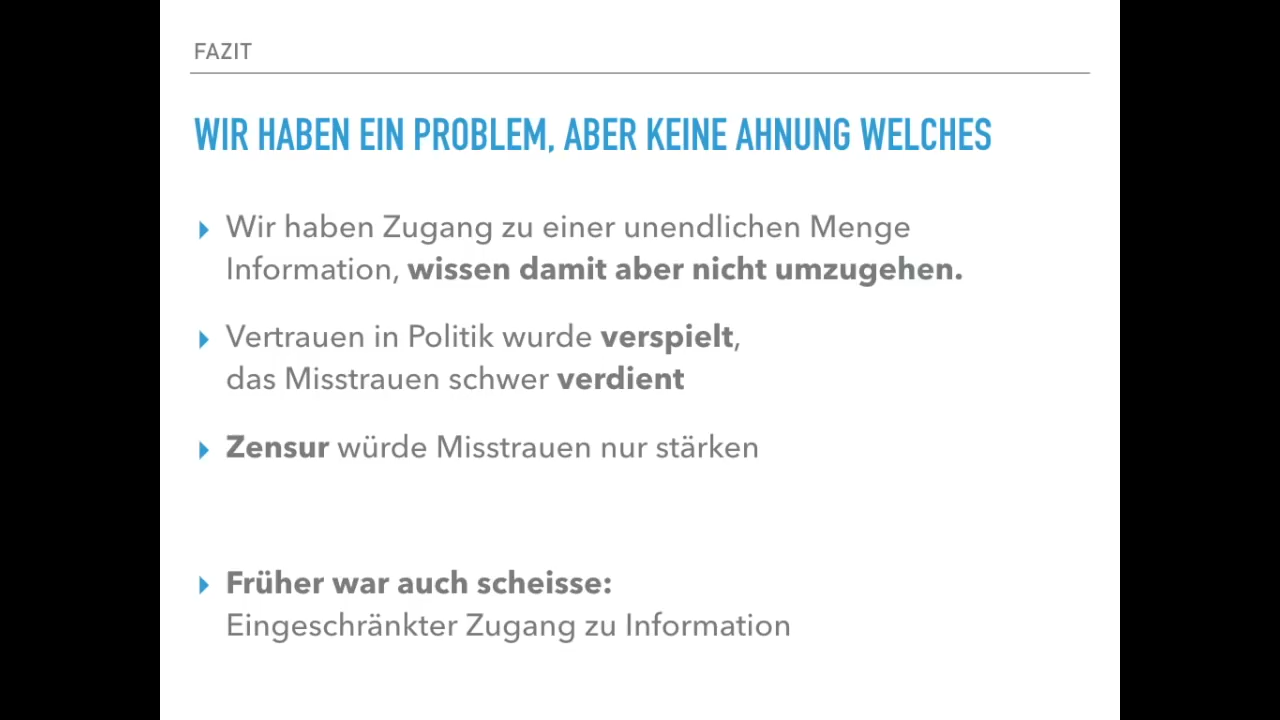 FAZIT
WIR HABEN EIN PROBLEM, ABER KEINE AHNUNG WELCHES
Wir haben Zugang zu einer unendlichen Menge
Information, wissen damit aber nicht umzugehen.
Vertrauen in Politik wurde verspielt,
das Misstrauen schwer verdient
Zensur würde Misstrauen nur stärken
Früher war auch scheisse:
Eingeschränkter Zugang zu Information